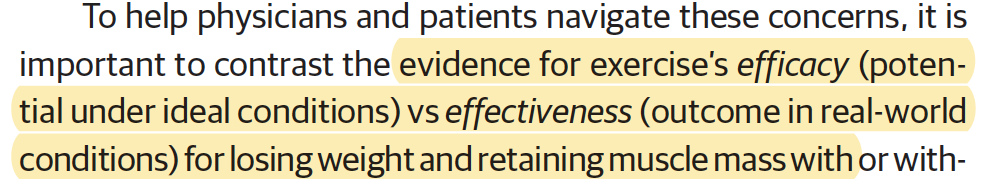 To help physicians and patients navigate these concerns, it is
important to contrast the evidence for exercise's efficacy (poten-
tial under ideal conditions) vs effectiveness (outcome in real-world
conditions) for losing weight and retaining muscle mass with or with-